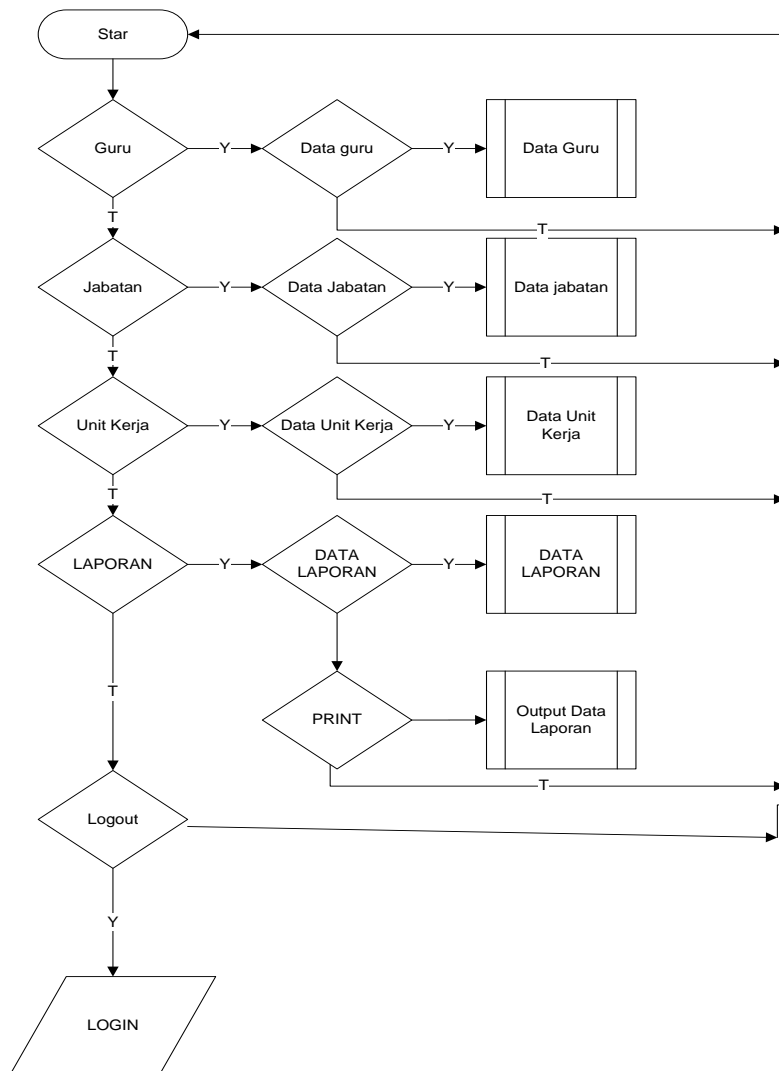 Star
Guru
Y
Data guru
Y
Data Guru
T
T
Jabatan
Y
Data Jabatan
Y
Data jabatan
T
T
Unit Kerja
Y
Data Unit Kerja
Y
Data Unit
Kerja
T
T
LAPORAN
Y
DATA
LAPORAN
Y
DATA
LAPORAN
T
PRINT
Output Data
Laporan
T
Logout
Y
LOGIN